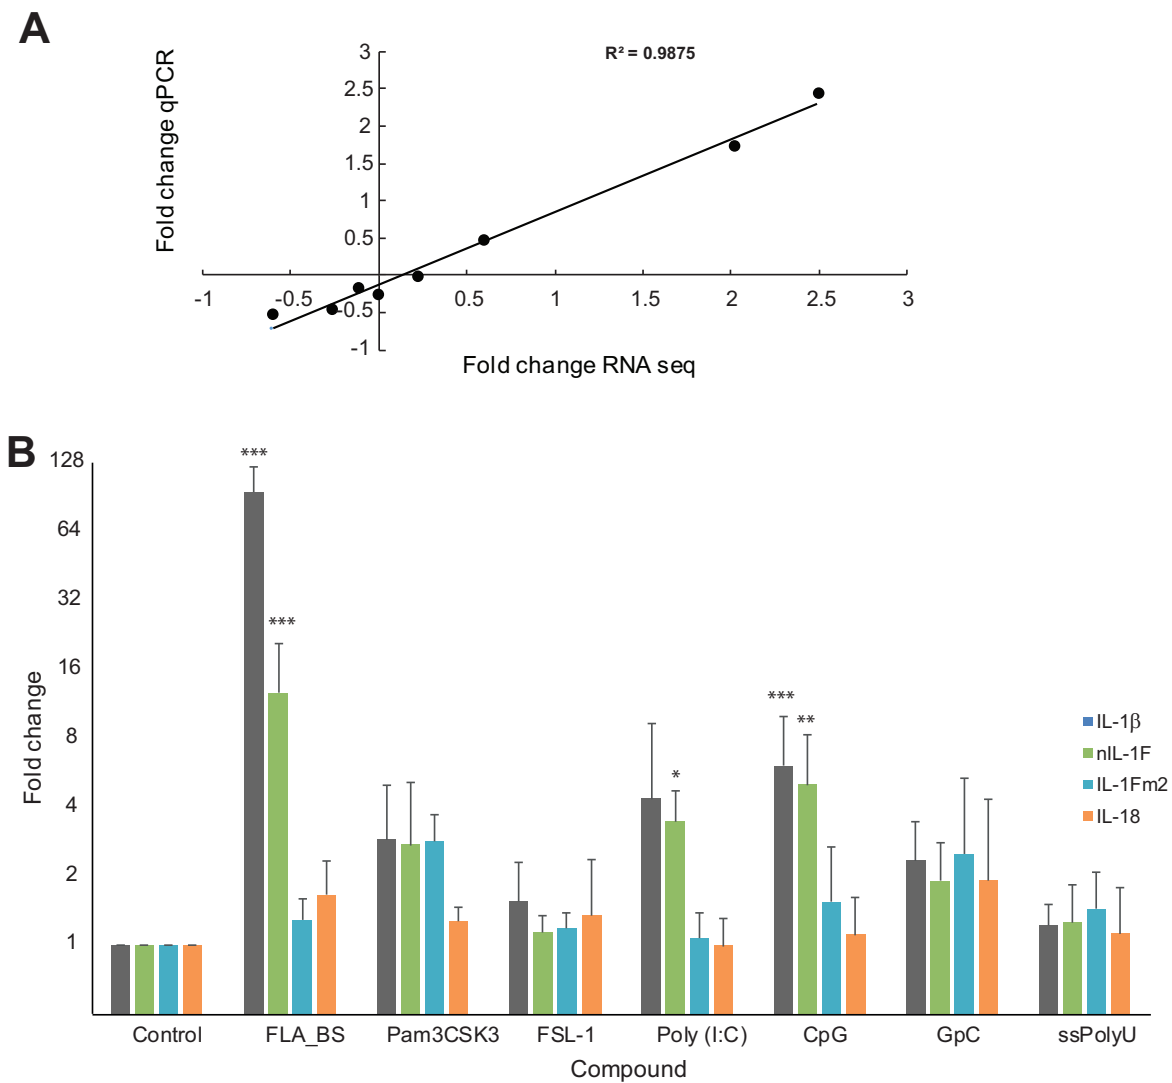 A
R² = 0.9875
Fold change qPCR
3
2.5
2
1.5
1
0.5
-0.5
-1
-1
-0.5
0
0.5
1
1.5
2
2.5
3
Fold change RNA seq
B
Fold change
128
64
32
16
8
4
2
1
***
***
*
***
**
IL-1β
nIL-1F
IL-1Fm2
IL-18
Control
FLA_BS
Pam3CSK3
FSL-1
Poly (I:C)
CpG
GpC
ssPolyU
Compound